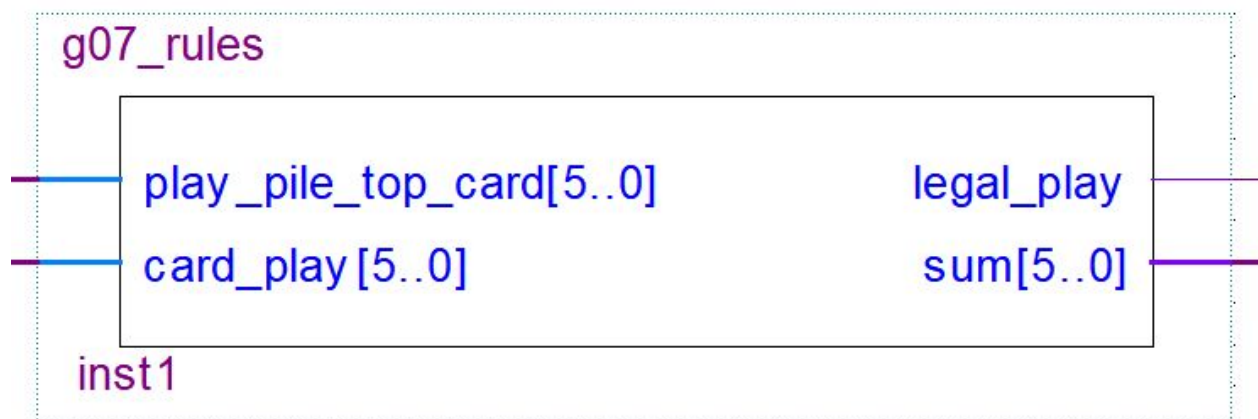 g07_rules
play_pile_top_card[5..0] legal_play
card_play[5..0] sum[5..0]
inst1